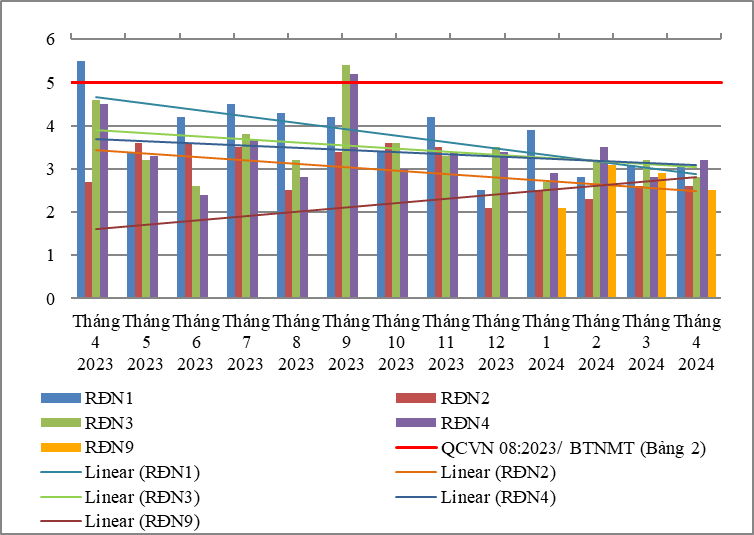 6
5
4
3
2
1
0
Tháng Tháng Tháng Tháng Tháng Tháng Tháng Tháng Tháng Tháng Tháng Tháng Tháng
4 5 6 7 8 9 10 11 12 1 2 3 4
2023 2023 2023 2023 2023 2023 2023 2023 2023 2024 2024 2024 2024
RĐN1 RĐN2
RĐN3 RĐN4
RĐN9 QCVN 08:2023/ BTNMT (Bảng 2)
Linear (RĐN1) Linear (RĐN2)
Linear (RĐN3) Linear (RĐN4)
Linear (RĐN9)